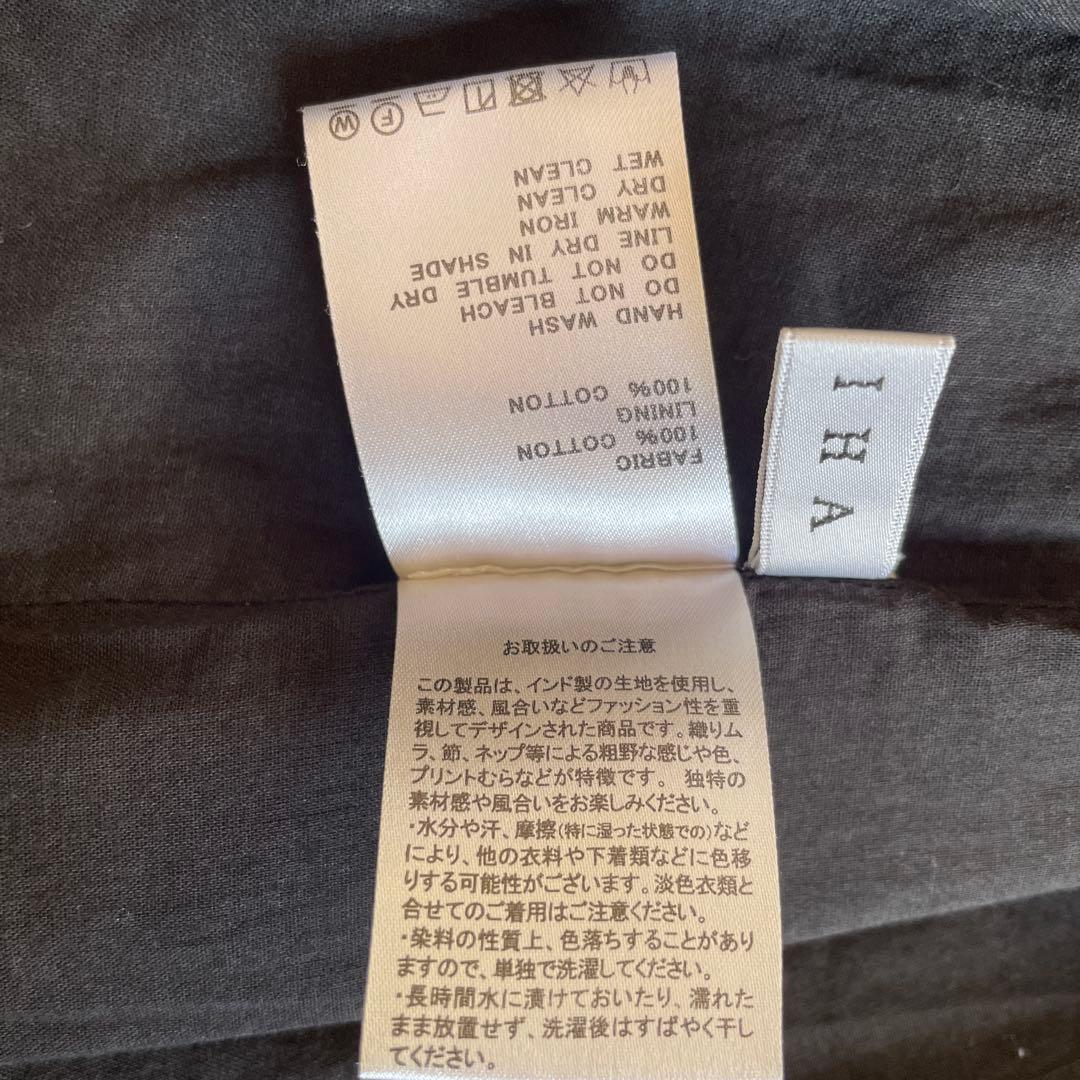 FABRIC
100% COTTON
LINING
100% COTTON
HAND WASH
DO NOT BLEACH
DO NOT TUMBLE DRY
LINE DRY IN SHADE
WARM IRON
DRY CLEAN
WET CLEAN
F
W
I H A
お取扱いのご注意
この製品は、インド製の生地を使用し、
素材感、風合いなどファッション性を重
視してデザインされた商品です。織りム
ラ、節、ネップ等による粗野な感じや色、
プリントむらなどが特徴です。 独特の
素材感や風合いをお楽しみください。
・水分や汗、摩擦(特に湿った状態での)など
により、他の衣料や下着類などに色移
りする可能性がございます。淡色衣類と
合せてのご着用はご注意ください。
・染料の性質上、色落ちすることがあり
ますので、単独で洗濯してください。
・長時間水に漬けておいたり、濡れた
まま放置せず、洗濯後はすばやく干し
てください。